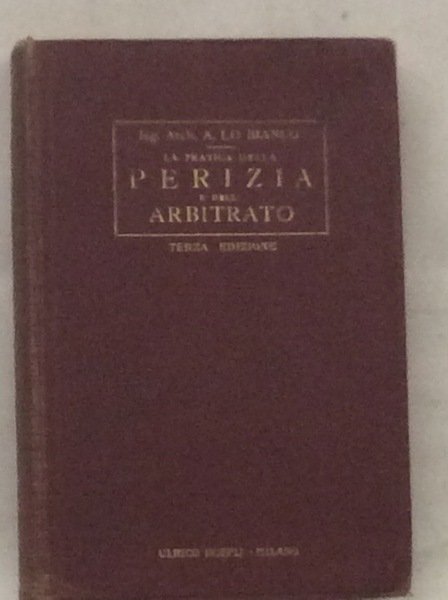 Ing. Arch. A. LO BIANCO
LA PRATICA DELLA
PERIZIA
E DELL'
ARBITRATO
TERZA EDIZIONE
ULRICO HOEPLI - MILANO